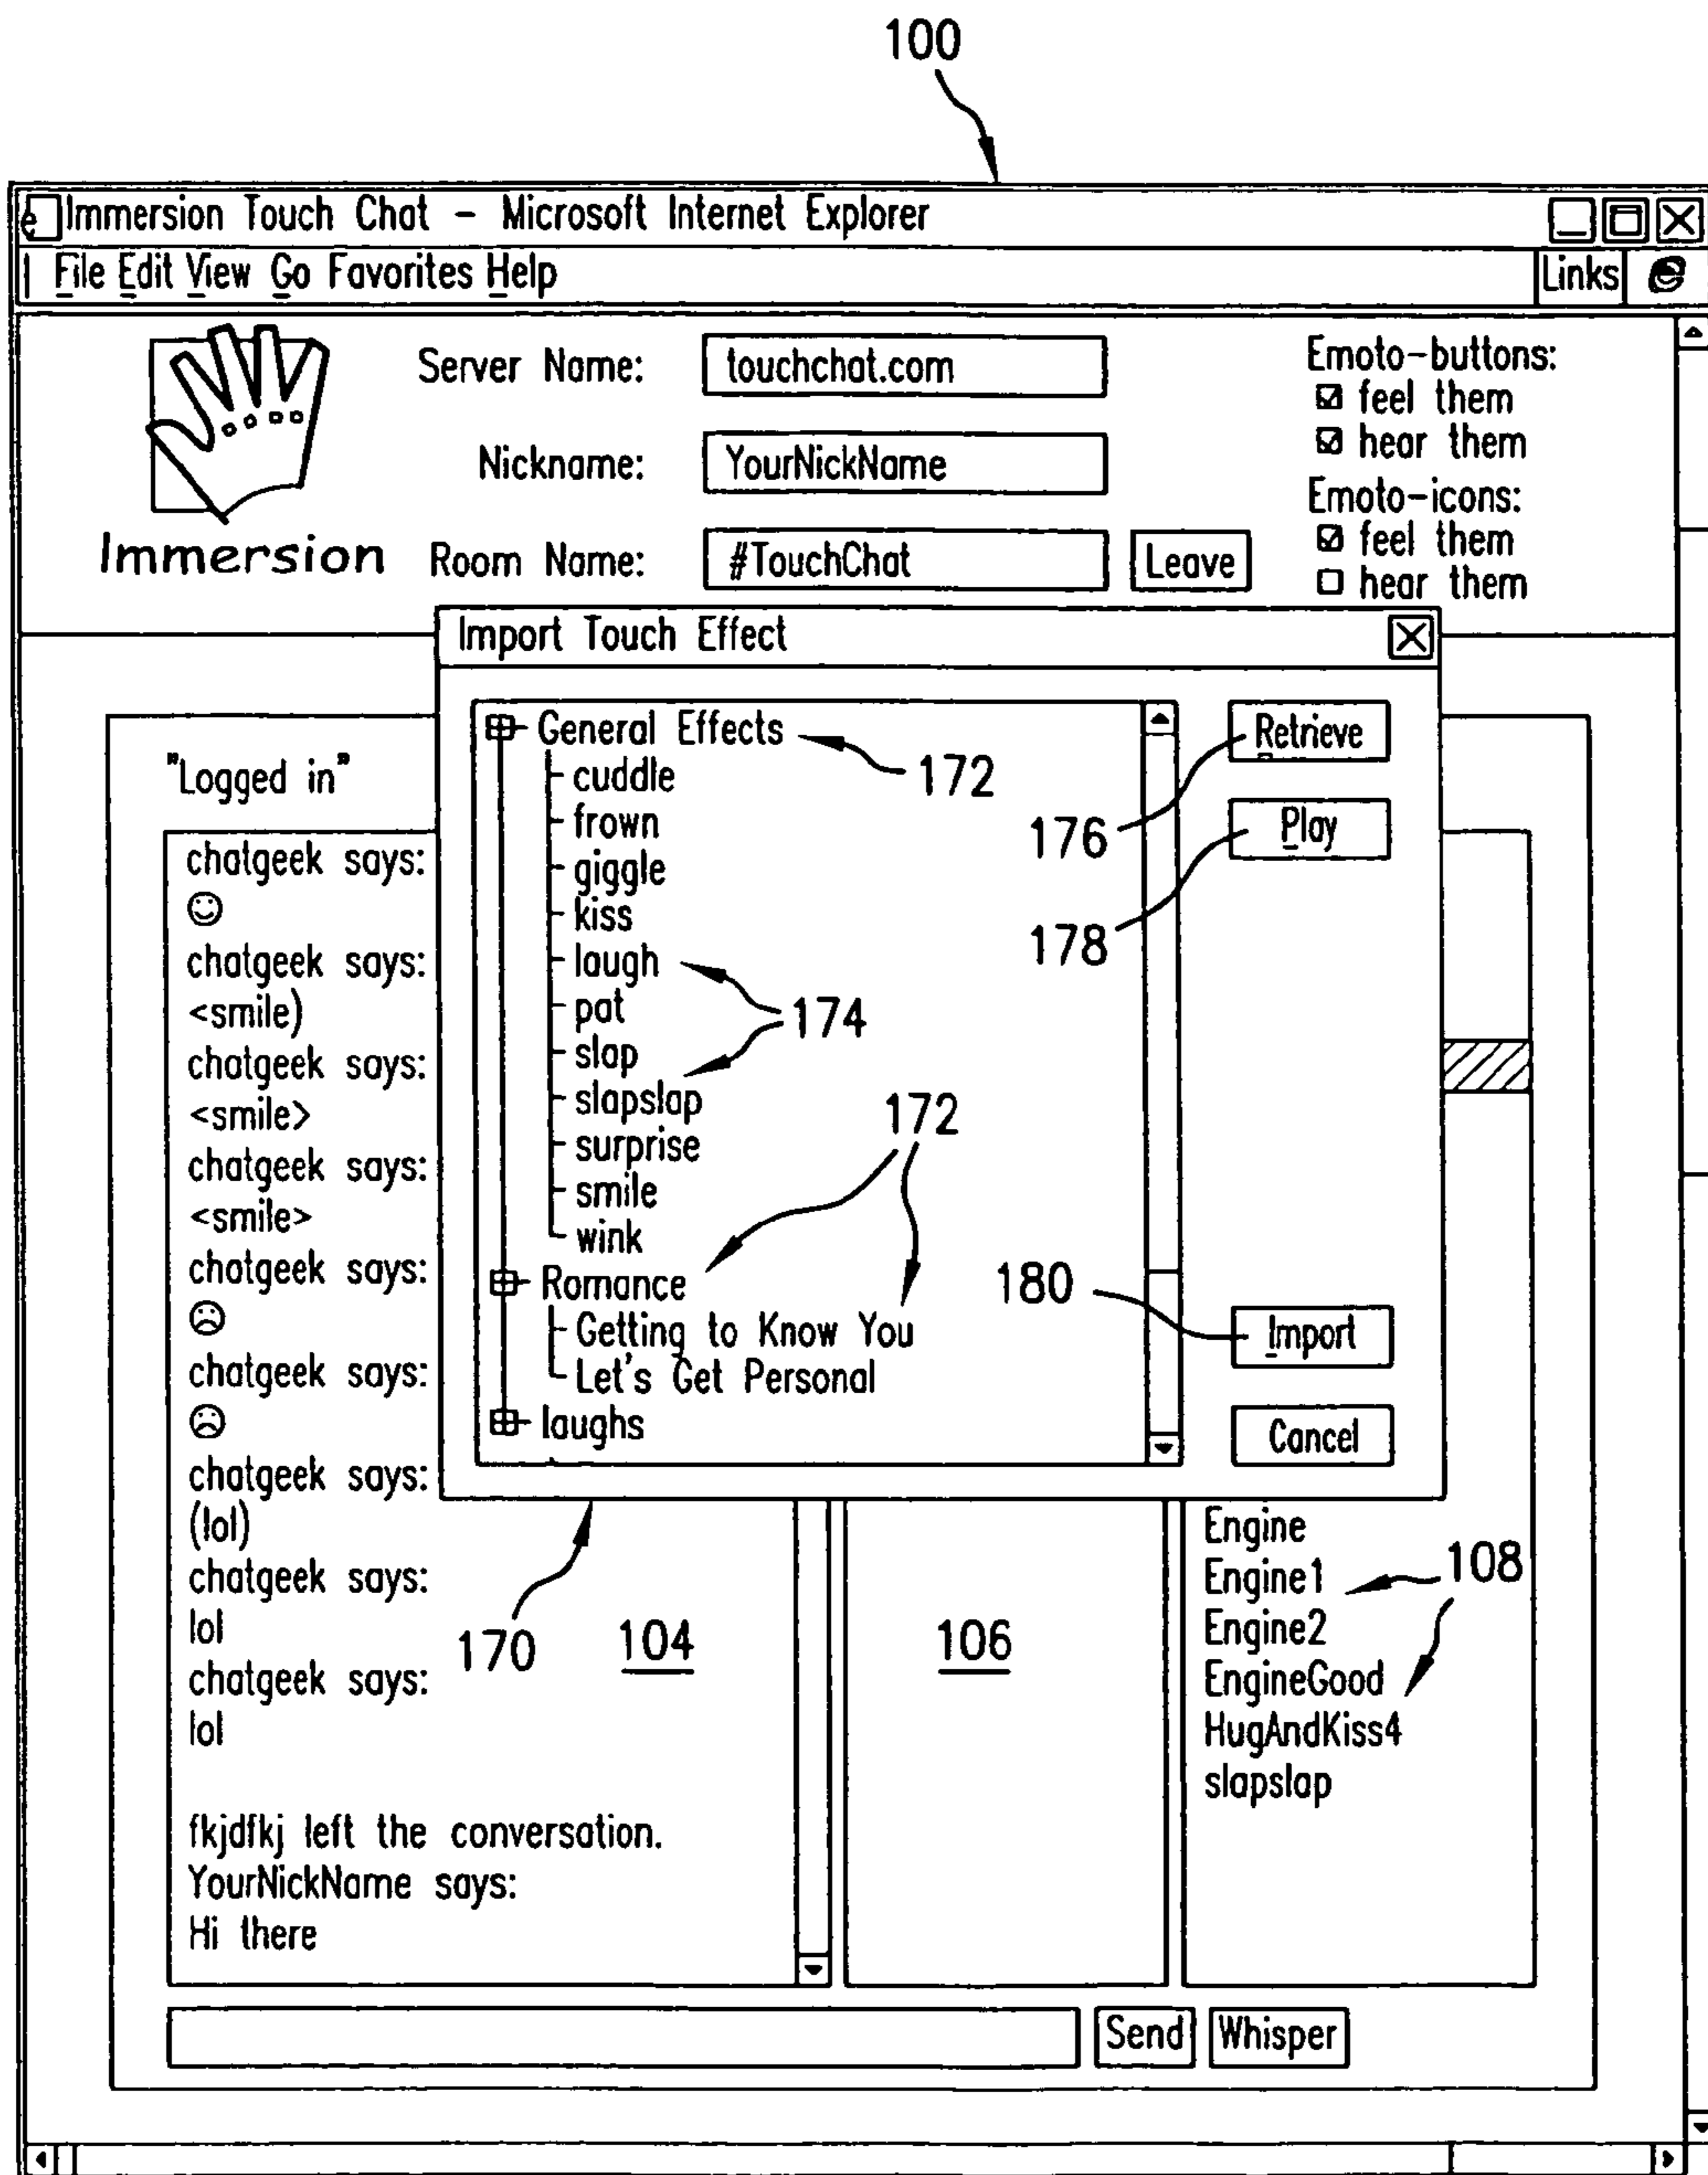 100
Immersion Touch Chat - Microsoft Internet Explorer
File Edit View Go Favorites Help
Links
Server Name: touchchat.com
Nickname: YourNickName
Room Name: #TouchChat Leave
Immersion
Emoto-buttons:
feel them
hear them
Emoto-icons:
feel them
hear them
Import Touch Effect
General Effects
172
cuddle
frown
giggle
kiss
laugh
pat
174
slap
slapslap
172
surprise
smile
wink
Romance
Getting to Know You
Let's Get Personal
laughs
Retrieve
176
Play
178
180
Import
Cancel
"Logged in"
chatgeek says:
☺
chatgeek says:
<smile)
chatgeek says:
<smile>
chatgeek says:
<smile>
chatgeek says:
☹
chatgeek says:
☹
chatgeek says:
(lol)
chatgeek says:
lol
chatgeek says:
lol
fkjdfkj left the conversation.
YourNickName says:
Hi there
170
104
106
Engine
Engine1
108
Engine2
EngineGood
HugAndKiss4
slapslap
Send Whisper